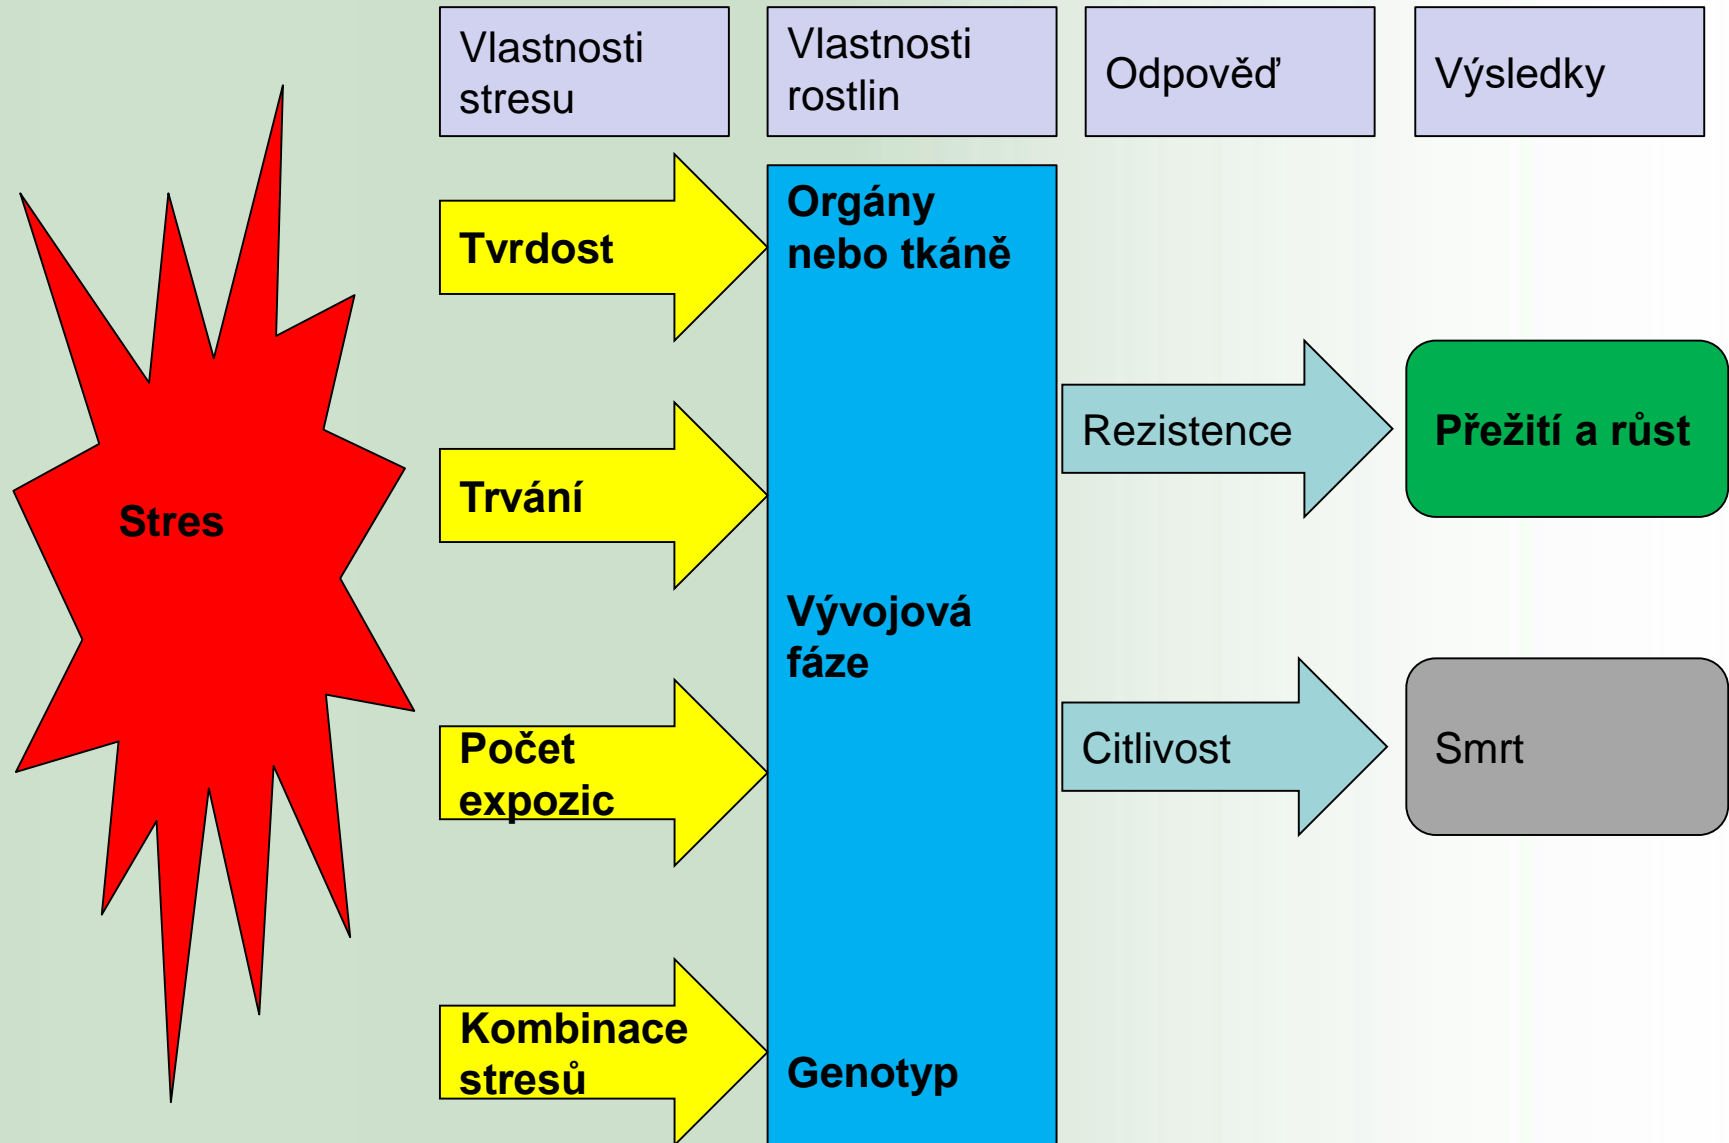 Vlastnosti
stresu
Vlastnosti
rostlin
Odpověď
Výsledky
Stres
Tvrdost
Trvání
Počet
expozic
Kombinace
stresů
Orgány
nebo tkáně
Vývojová
fáze
Genotyp
Rezistence
Citlivost
Přežití a růst
Smrt